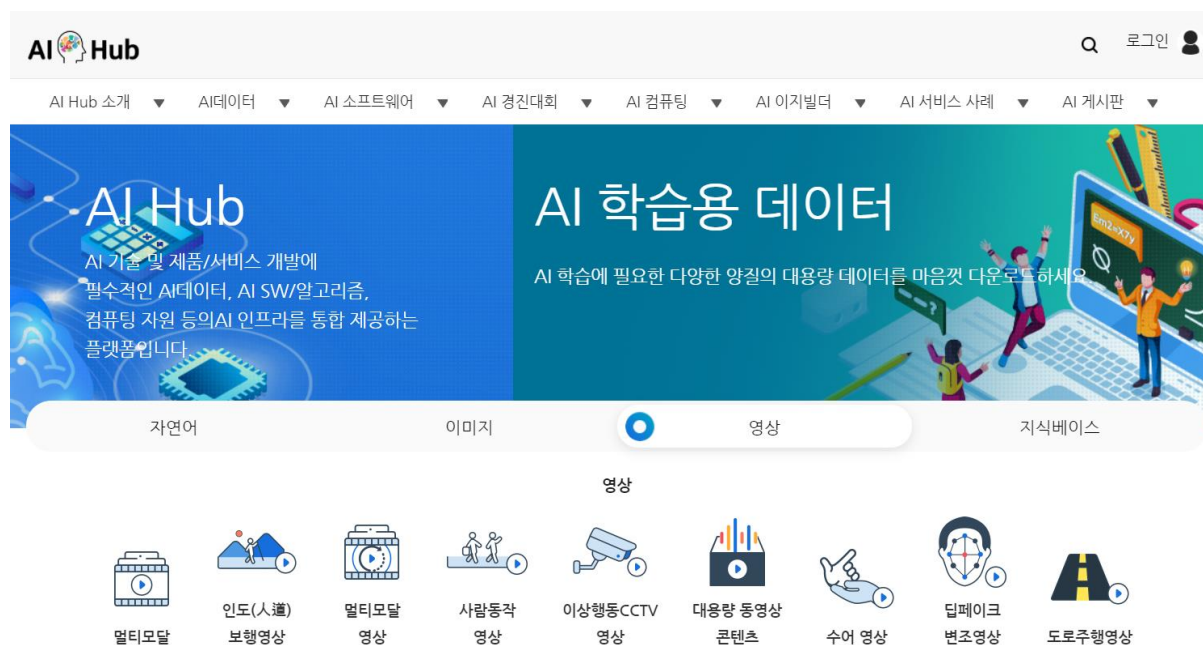 AI Hub
로그인
AI Hub 소개 ▼ AI데이터 ▼ AI 소프트웨어 ▼ AI 경진대회 ▼ AI 컴퓨팅 ▼ AI 이지빌더 ▼ AI 서비스 사례 ▼ AI 게시판 ▼
AI Hub
AI 기술 및 제품/서비스 개발에
필수적인 AI데이터, AI SW/알고리즘,
컴퓨팅 자원 등의AI 인프라를 통합 제공하는
플랫폼입니다.
AI 학습용 데이터
AI 학습에 필요한 다양한 양질의 대용량 데이터를 마음껏 다운로드하세요.
Em2=X7y
자연어 이미지 영상 지식베이스
영상
멀티모달
인도(人道)
보행영상
멀티모달
영상
사람동작
영상
이상행동CCTV
영상
대용량 동영상
콘텐츠
수어 영상
딥페이크
변조영상
도로주행영상